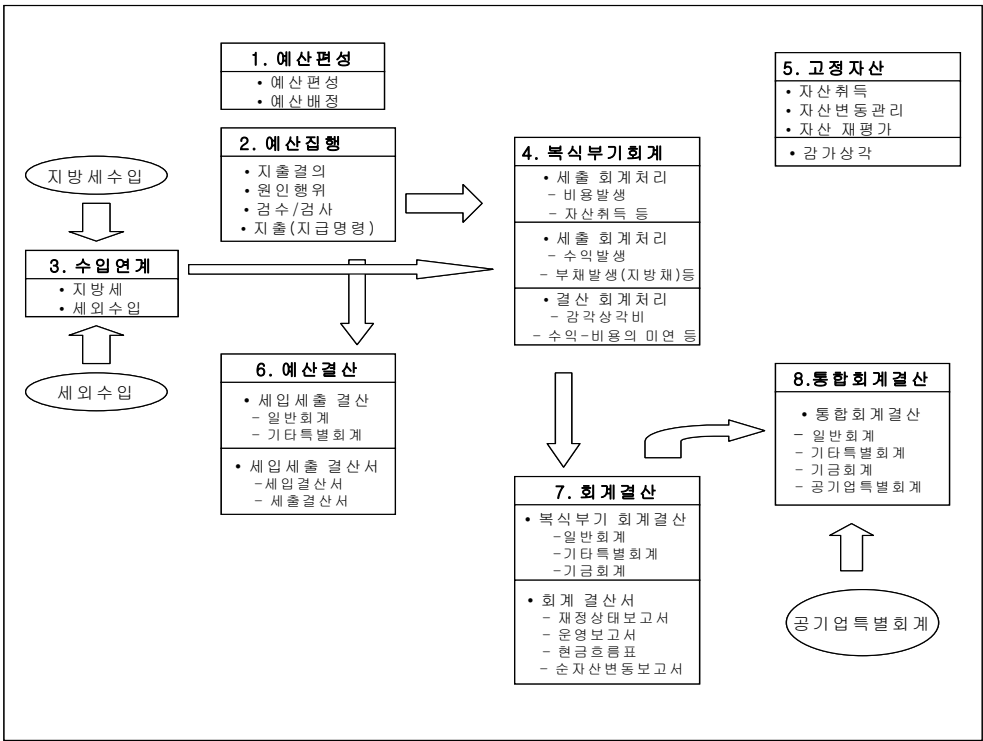 1. 예산편성
• 예산편성
• 예산배정
2. 예산집행
• 지출결의
• 원인행위
• 검수/검사
• 지출(지급명령)
지방세수입
3. 수입연계
• 지방세
• 세외수입
세외수입
4. 복식부기회계
• 세출 회계처리
– 비용발생
– 자산취득 등
• 세출 회계처리
– 수익발생
– 부채발생(지방채)등
• 결산 회계처리
– 감각상각비
– 수익-비용의 미연 등
5. 고정자산
• 자산취득
• 자산변동관리
• 자산 재평가
• 감가상각
6. 예산결산
• 세입세출 결산
– 일반회계
– 기타특별회계
• 세입세출 결산서
–세입결산서
– 세출결산서
7. 회계결산
• 복식부기 회계결산
–일반회계
–기타특별회계
–기금회계
• 회계 결산서
– 재정상태보고서
– 운영보고서
– 현금흐름표
– 순자산변동보고서
8.통합회계결산
• 통합회계결산
– 일반회계
– 기타특별회계
– 기금회계
– 공기업특별회계
공기업특별회계